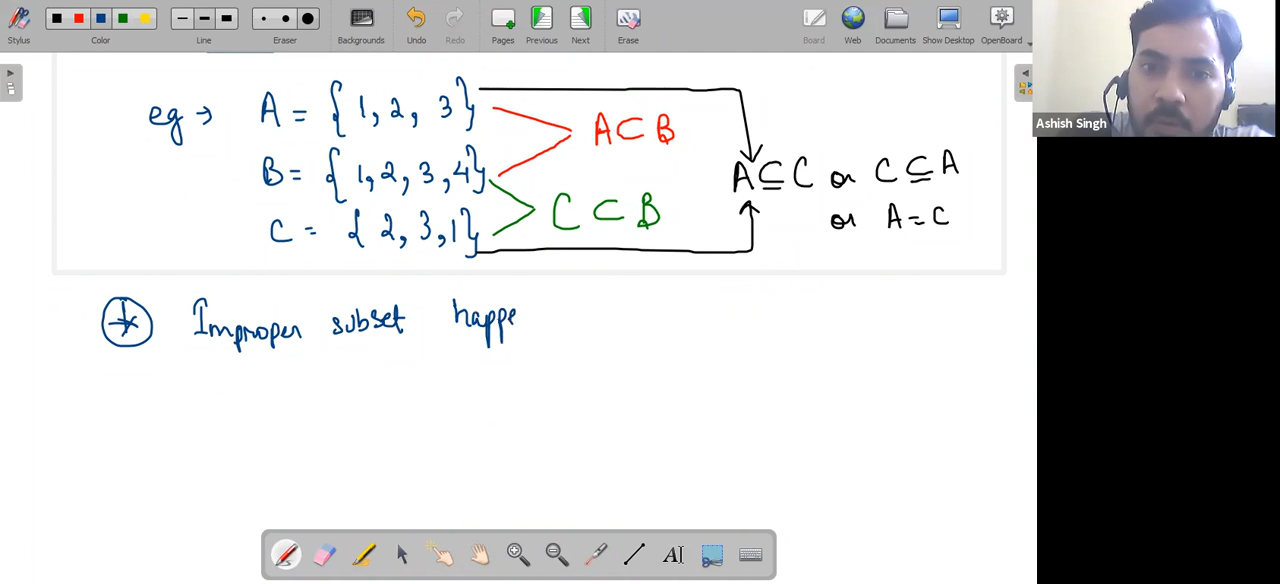 Stylus Color Line Eraser Backgrounds Undo Redo Pages Previous Next Erase Board Web Documents Show Desktop OpenBoard
Ashish Singh
eg → A = { 1, 2, 3}
B = { 1, 2, 3, 4}
C = { 2, 3, 1}
A ⊂ B
C ⊂ B
A ⊆ C or C ⊆ A
or A = C
Improper subset happe